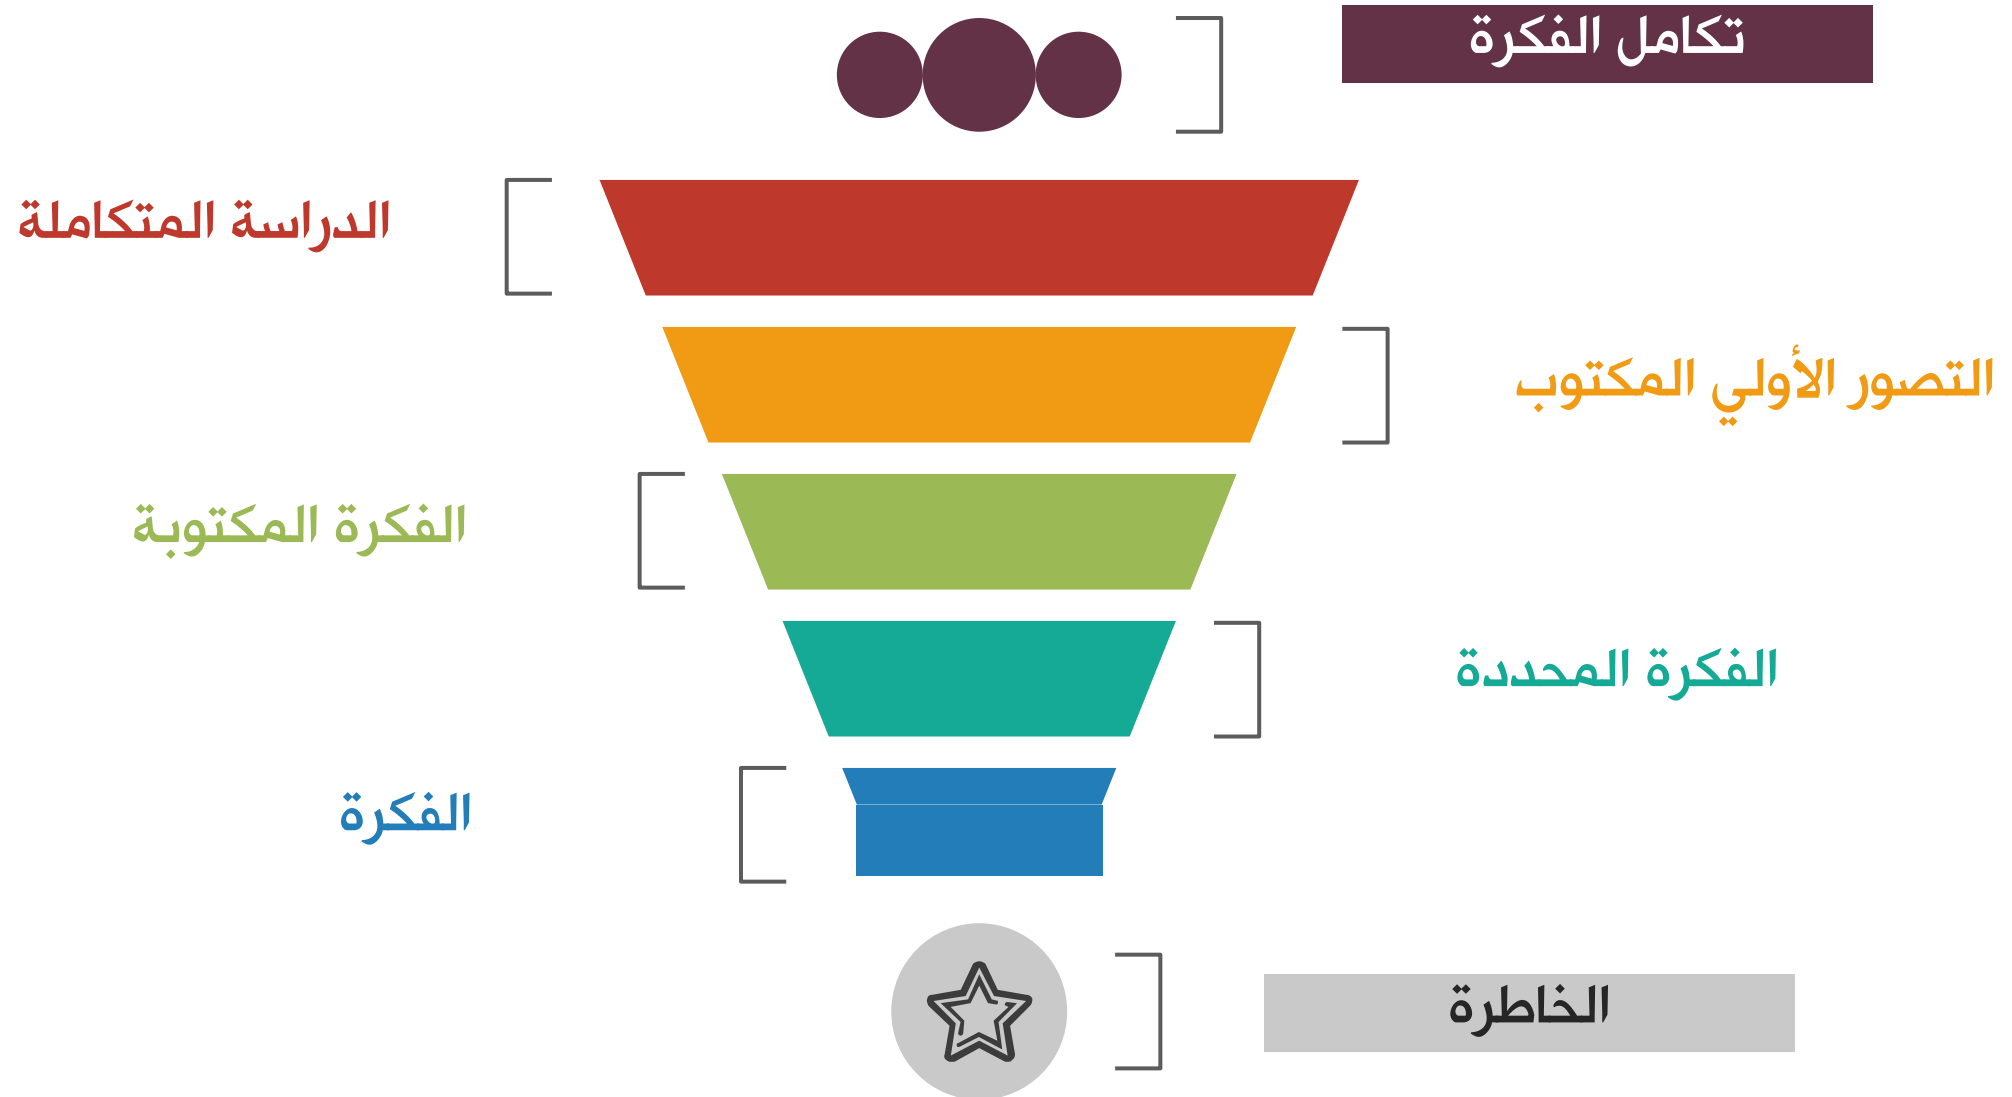 تكامل الفكرة
الدراسة المتكاملة
التصور الأولي المكتوب
الفكرة المكتوبة
الفكرة المحددة
الفكرة
الخاطرة